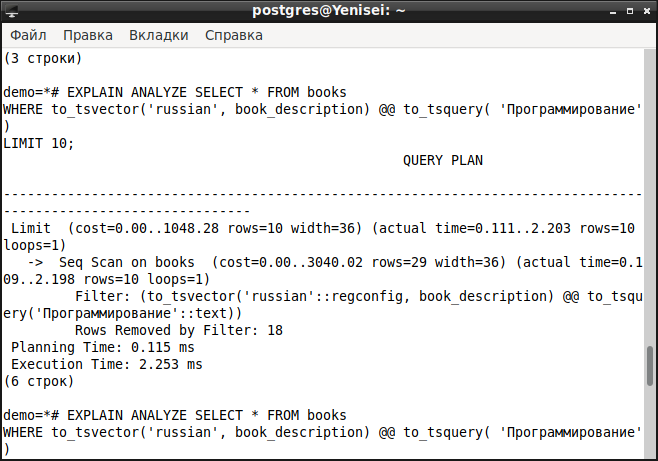 postgres@Yenisei: ~
Файл Правка Вкладки Справка
(3 строки)
demo=*# EXPLAIN ANALYZE SELECT * FROM books
WHERE to_tsvector('russian', book_description) @@ to_tsquery( 'Программирование'
)
LIMIT 10;
QUERY PLAN
--------------------------------------------------------------------------------
-------------------------------
Limit  (cost=0.00..1048.28 rows=10 width=36) (actual time=0.111..2.203 rows=10
loops=1)
->  Seq Scan on books  (cost=0.00..3040.02 rows=29 width=36) (actual time=0.1
09..2.198 rows=10 loops=1)
Filter: (to_tsvector('russian'::regconfig, book_description) @@ to_tsqu
ery('Программирование'::text))
Rows Removed by Filter: 18
Planning Time: 0.115 ms
Execution Time: 2.253 ms
(6 строк)
demo=*# EXPLAIN ANALYZE SELECT * FROM books
WHERE to_tsvector('russian', book_description) @@ to_tsquery( 'Программирование'
)